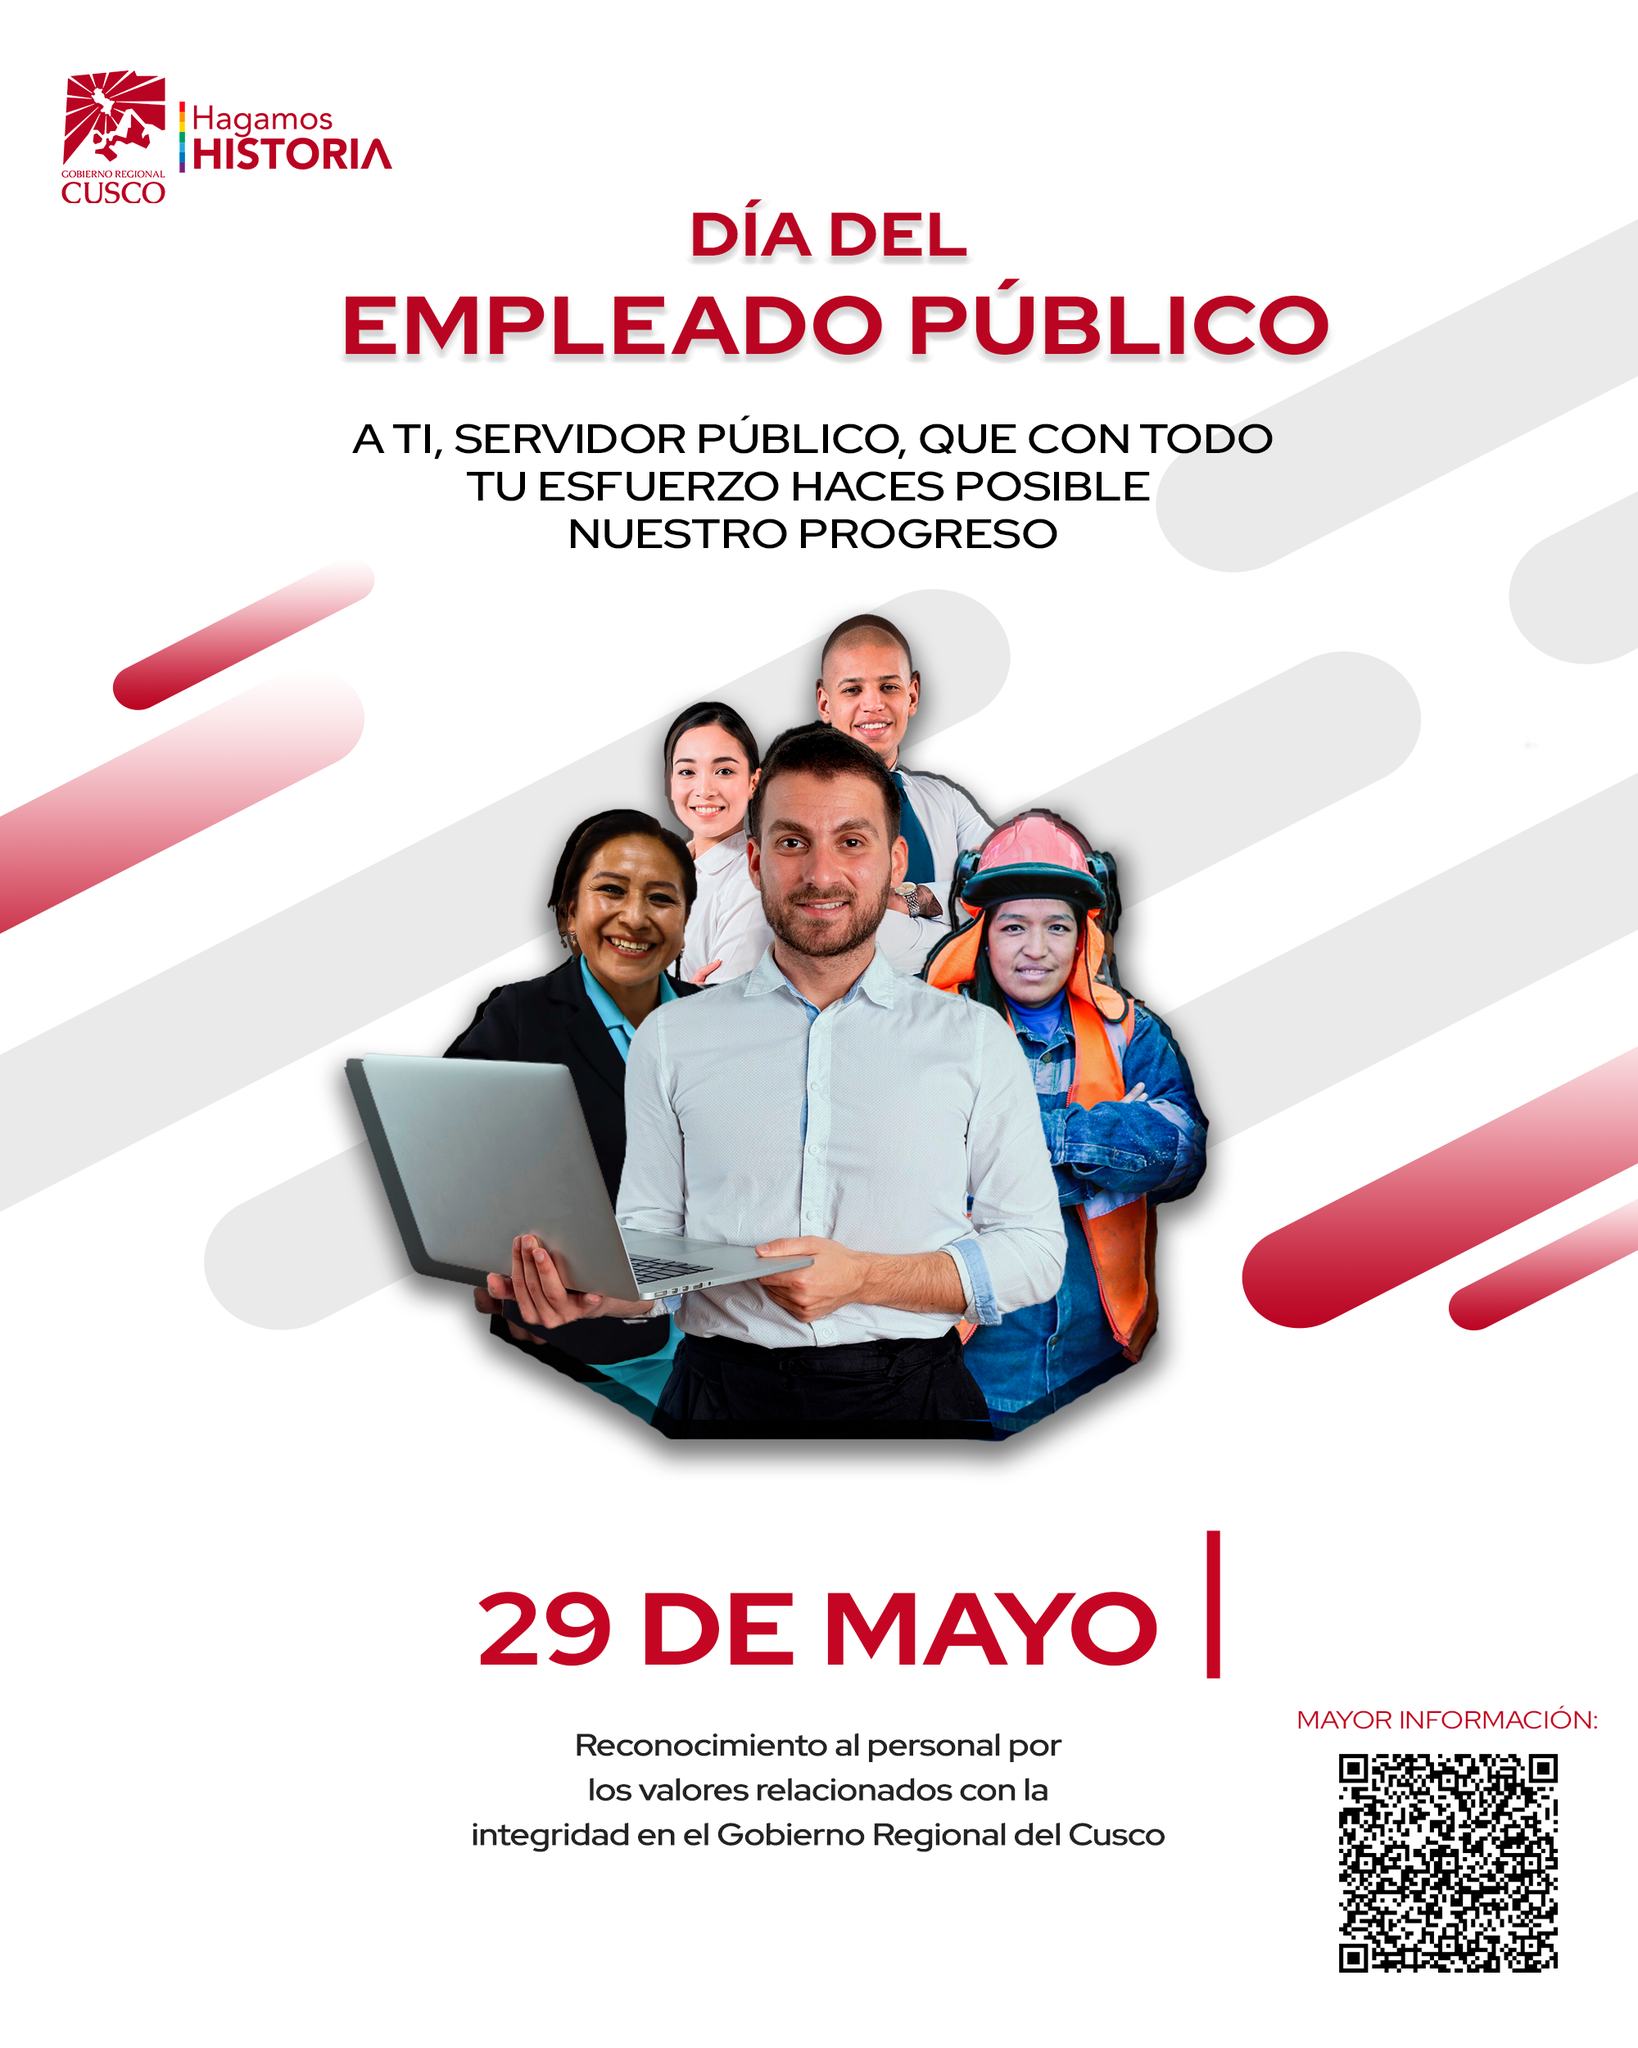 GOBIERNO REGIONAL
CUSCO
Hagamos
HISTORIA
DÍA DEL
EMPLEADO PÚBLICO
A TI, SERVIDOR PÚBLICO, QUE CON TODO
TU ESFUERZO HACES POSIBLE
NUESTRO PROGRESO
29 DE MAYO
Reconocimiento al personal por
los valores relacionados con la
integridad en el Gobierno Regional del Cusco
MAYOR INFORMACIÓN: